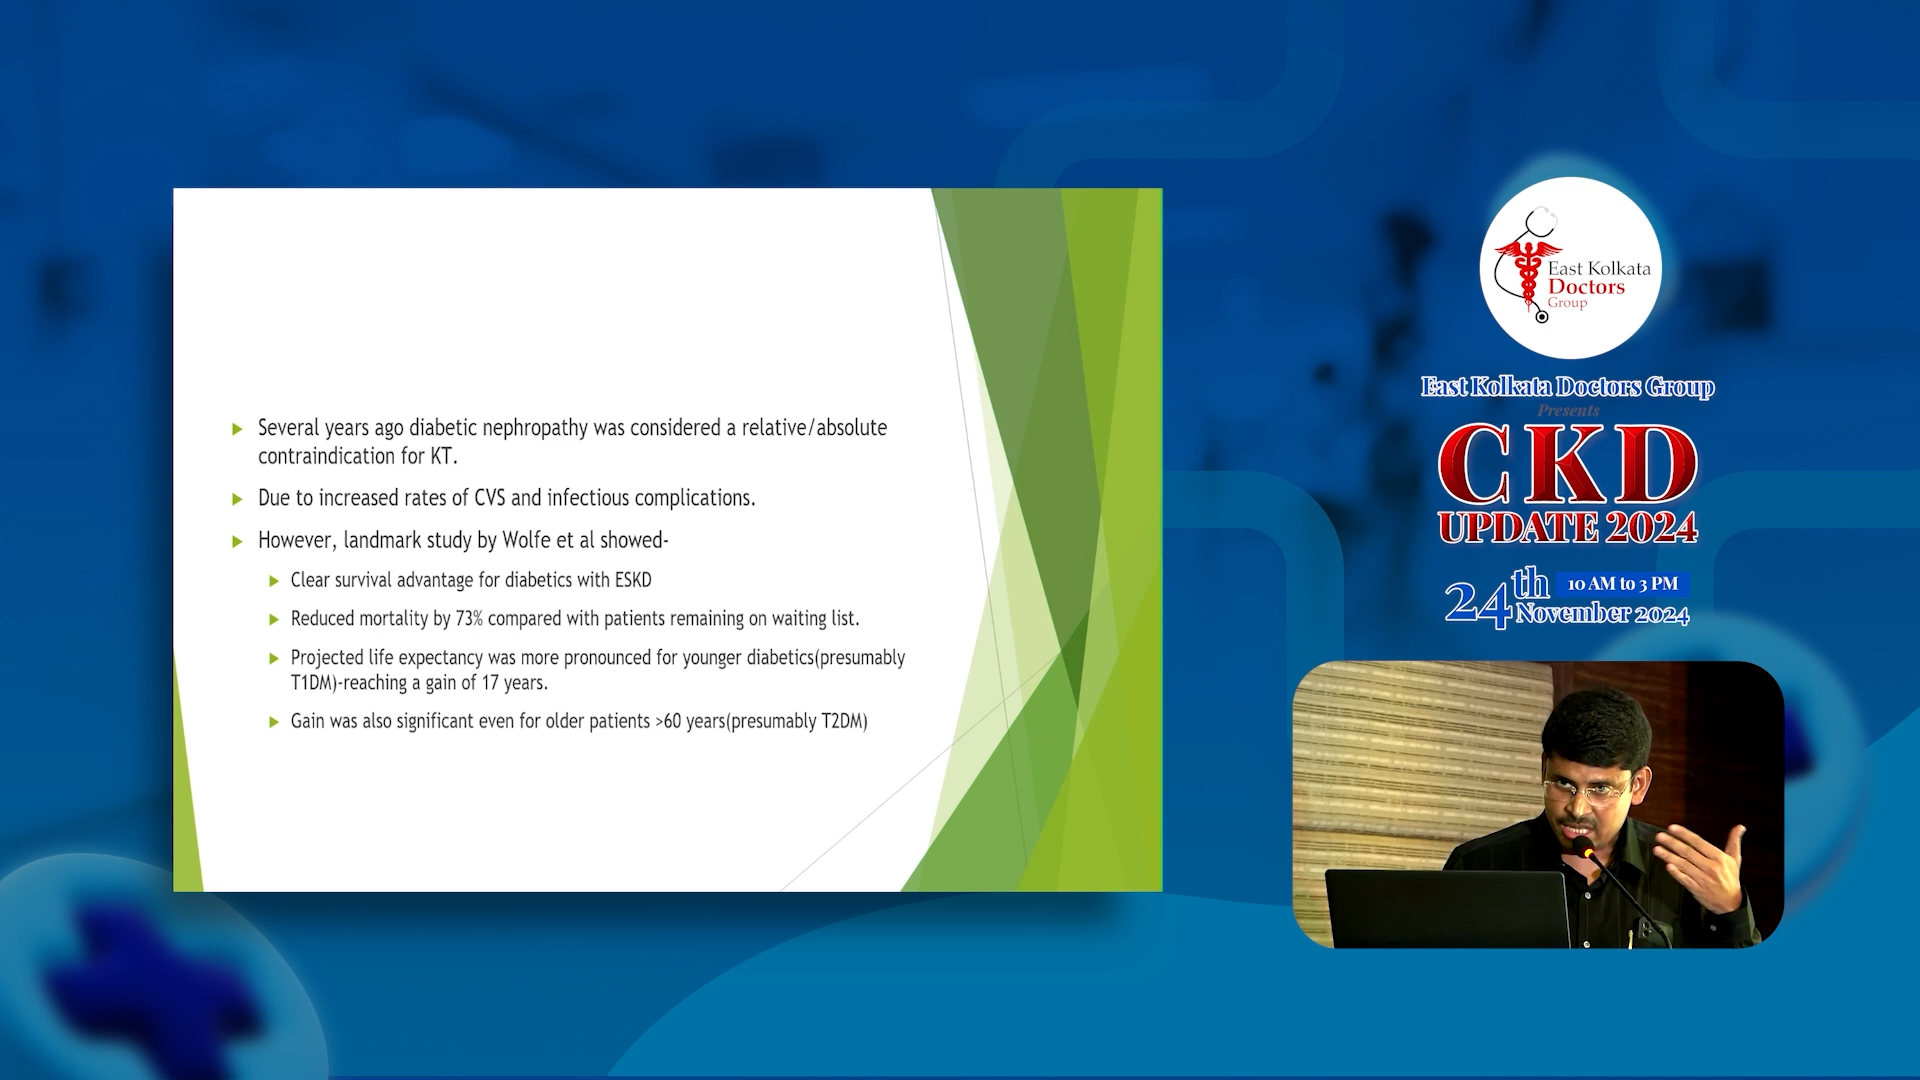 Several years ago diabetic nephropathy was considered a relative/absolute
contraindication for KT.
Due to increased rates of CVS and infectious complications.
However, landmark study by Wolfe et al showed-
Clear survival advantage for diabetics with ESKD
Reduced mortality by 73% compared with patients remaining on waiting list.
Projected life expectancy was more pronounced for younger diabetics(presumably
T1DM)-reaching a gain of 17 years.
Gain was also significant even for older patients >60 years(presumably T2DM)
East Kolkata
Doctors
Group
East Kolkata Doctors Group
Presents
CKD
UPDATE 2024
24th
10 AM to 3 PM
November 2024